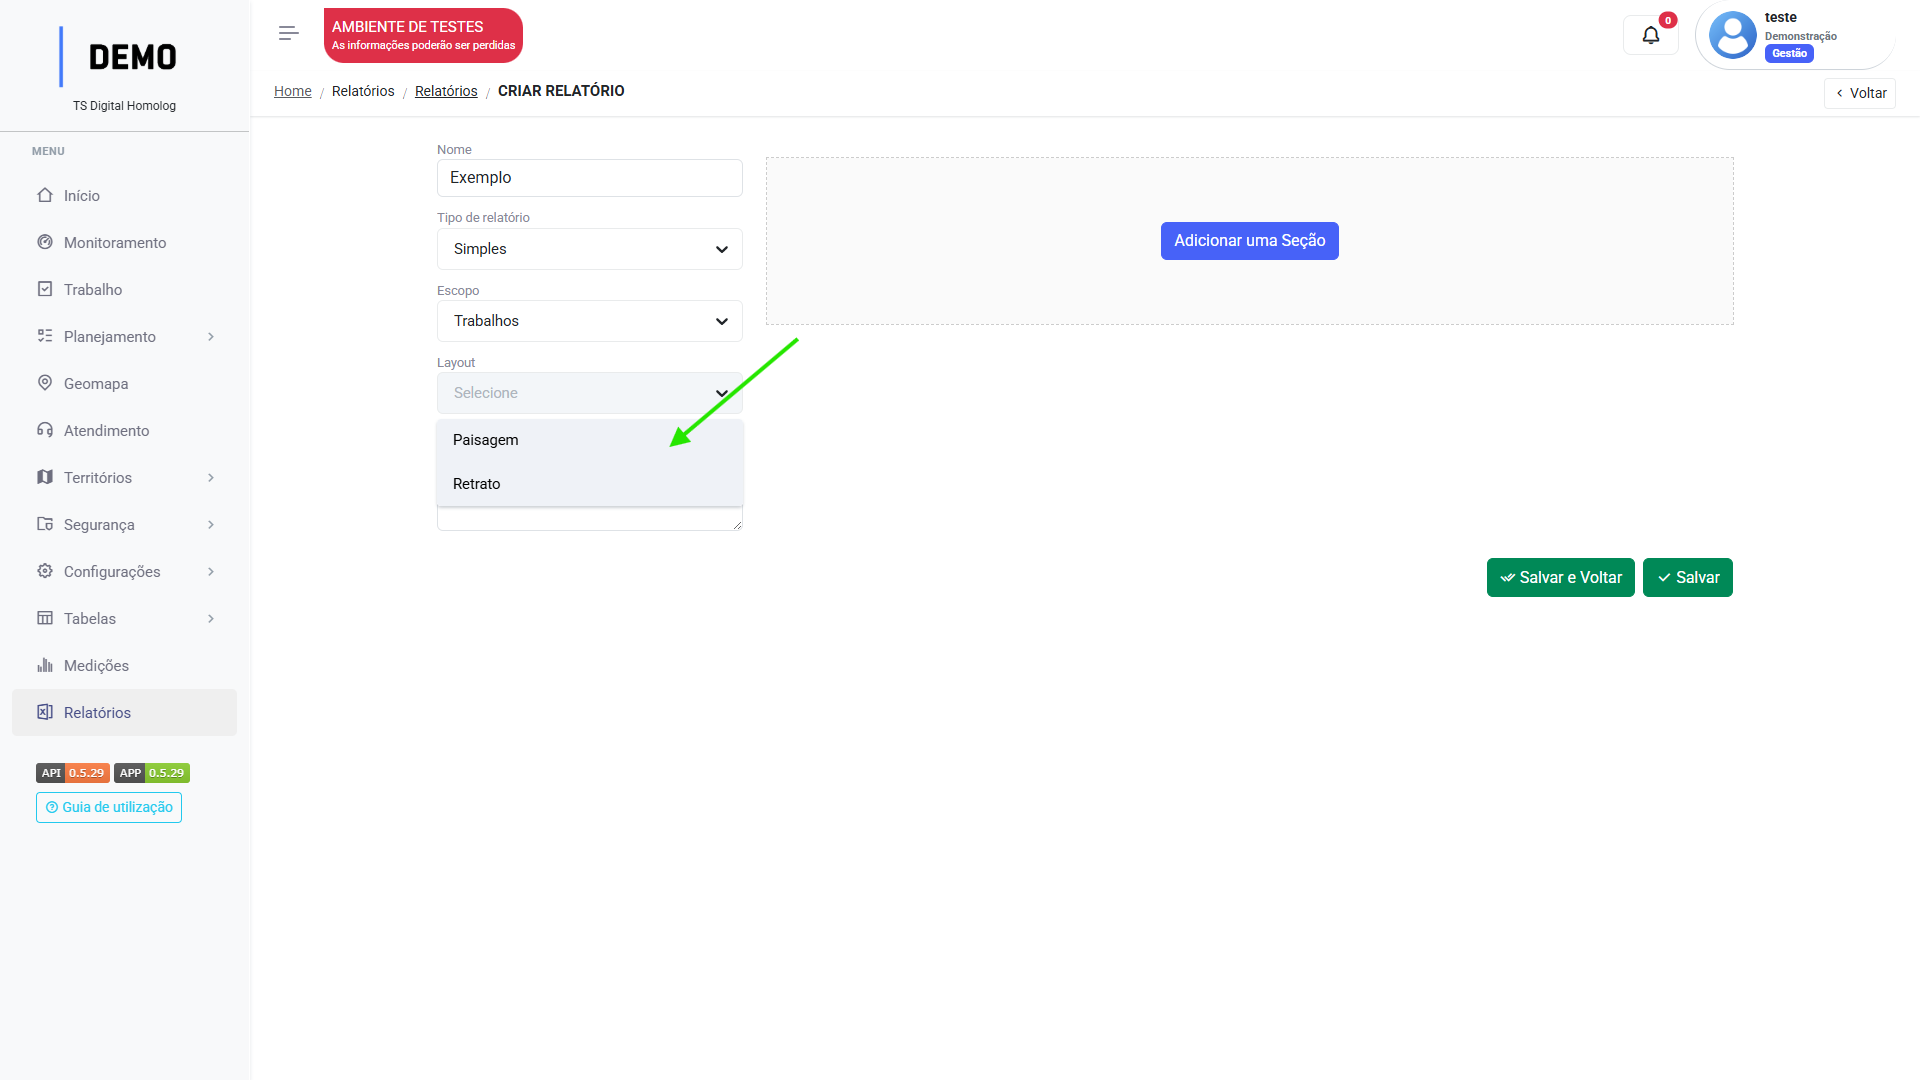 DEMO
TS Digital Homolog
MENU
Início
Monitoramento
Trabalho
Planejamento
Geomapa
Atendimento
Territórios
Segurança
Configurações
Tabelas
Medições
Relatórios
API 0.5.29 APP 0.5.29
Guia de utilização
AMBIENTE DE TESTES
As informações poderão ser perdidas
0
teste
Demonstração
Gestão
Home / Relatórios / Relatórios / CRIAR RELATÓRIO
Voltar
Nome
Exemplo
Tipo de relatório
Simples
Escopo
Trabalhos
Layout
Selecione
Paisagem
Retrato
Adicionar uma Seção
Salvar e Voltar
Salvar